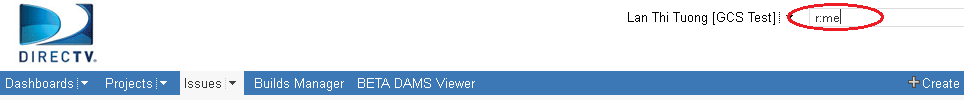 Lan Thi Tuong [GCS Test] r:me
DIRECTV.
Dashboards Projects Issues Builds Manager BETA DAMS Viewer + Create